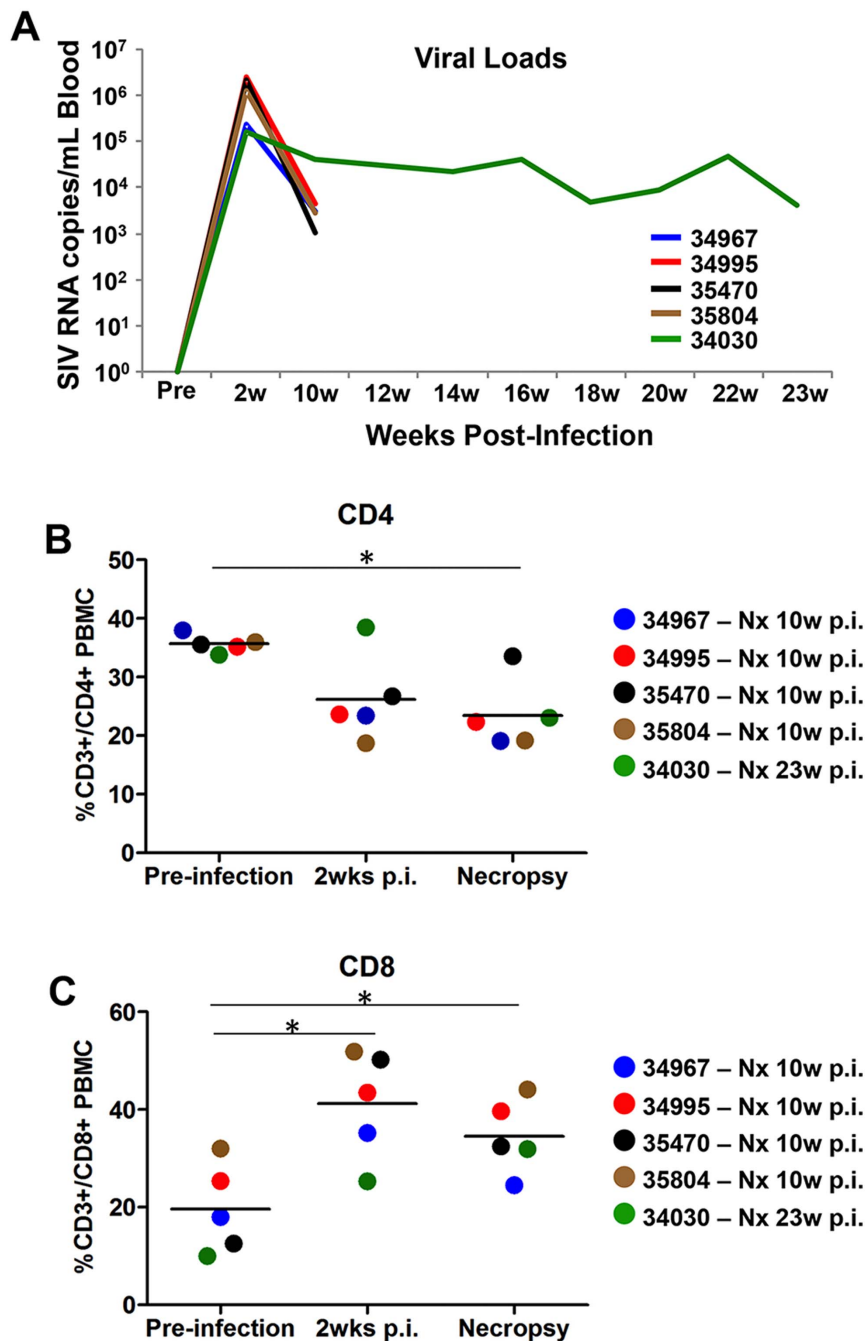 A
Viral Loads
SIV RNA copies/mL Blood
10⁷
10⁶
10⁵
10⁴
10³
10²
10¹
10⁰
34967
34995
35470
35804
34030
Pre 2w 10w 12w 14w 16w 18w 20w 22w 23w
Weeks Post-Infection
B
CD4
*
%CD3+/CD4+ PBMC
50
40
30
20
10
0
Pre-infection 2wks p.i. Necropsy
34967 – Nx 10w p.i.
34995 – Nx 10w p.i.
35470 – Nx 10w p.i.
35804 – Nx 10w p.i.
34030 – Nx 23w p.i.
C
CD8
*
*
%CD3+/CD8+ PBMC
60
40
20
0
Pre-infection 2wks p.i. Necropsy
34967 – Nx 10w p.i.
34995 – Nx 10w p.i.
35470 – Nx 10w p.i.
35804 – Nx 10w p.i.
34030 – Nx 23w p.i.